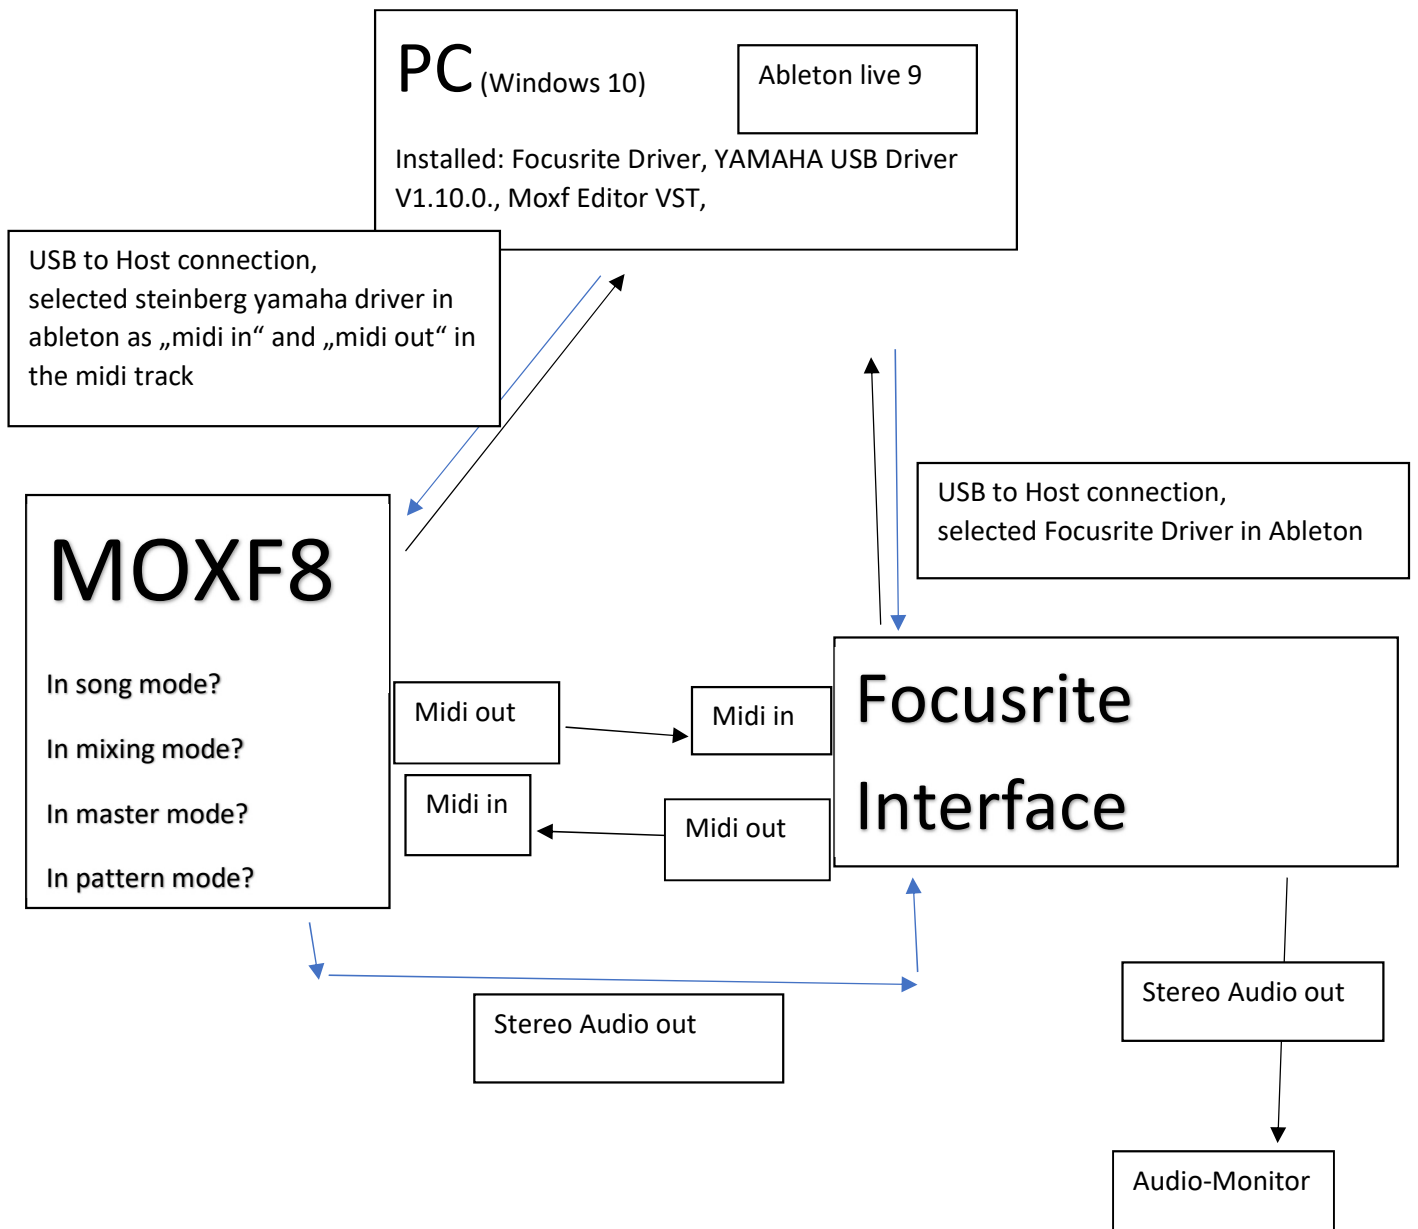 PC (Windows 10)
Ableton live 9
Installed: Focusrite Driver, YAMAHA USB Driver
V1.10.0., Moxf Editor VST,
USB to Host connection,
selected steinberg yamaha driver in
ableton as „midi in“ and „midi out“ in
the midi track
USB to Host connection,
selected Focusrite Driver in Ableton
MOXF8
In song mode?
In mixing mode?
In master mode?
In pattern mode?
Midi out
Midi in
Midi in
Midi out
Focusrite
Interface
Stereo Audio out
Stereo Audio out
Audio-Monitor